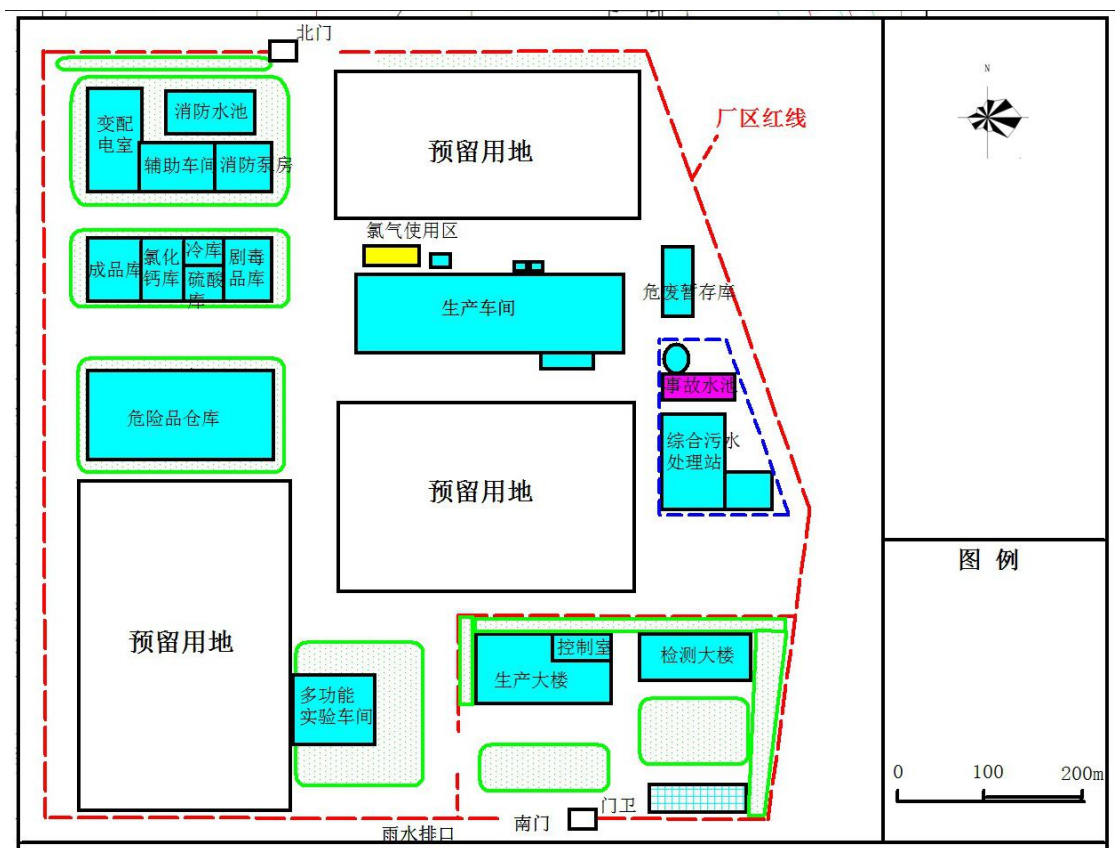 北门
N
厂区红线
变配
电室
消防水池
辅助车间
消防泵房
预留用地
氯气使用区
成品库
氯化
钙库
冷库
硫酸
库
剧毒
品库
生产车间
危废暂存库
事故水池
危险品仓库
综合污水
处理站
预留用地
图 例
预留用地
控制室
生产大楼
检测大楼
多功能
实验车间
0 100 200m
门卫
南门
雨水排口